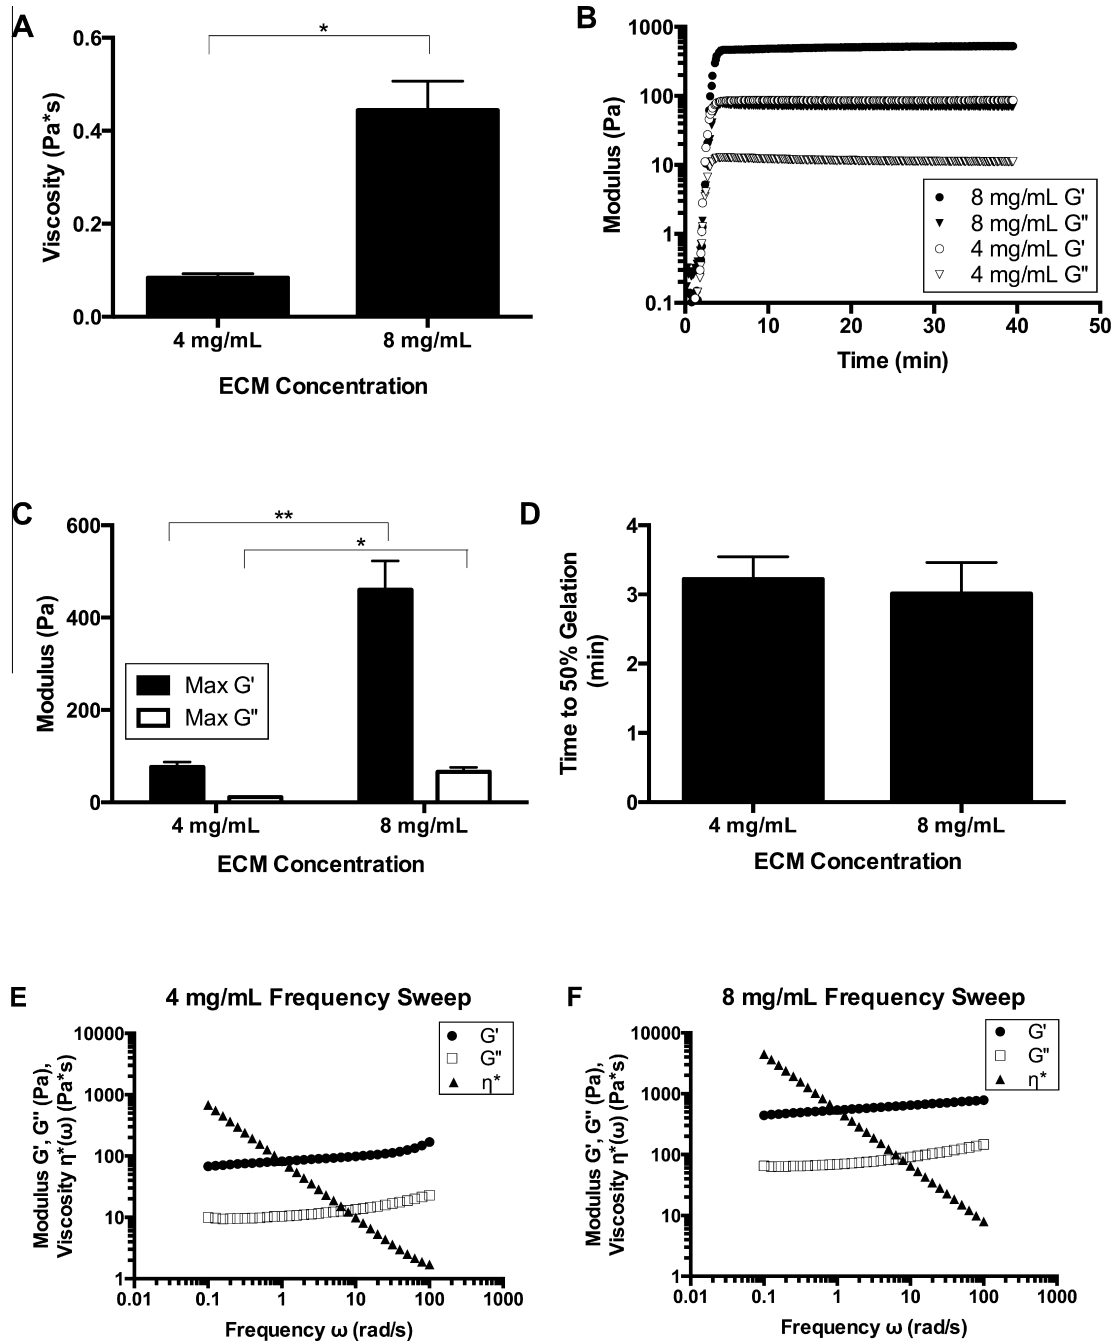 A
Viscosity (Pa*s)
0.6
0.4
0.2
0.0
*
4 mg/mL
8 mg/mL
ECM Concentration
B
Modulus (Pa)
1000
100
10
1
0.1
0
10
20
30
40
50
Time (min)
8 mg/mL G'
8 mg/mL G"
4 mg/mL G'
4 mg/mL G"
C
Modulus (Pa)
600
400
200
0
**
*
Max G'
Max G"
4 mg/mL
8 mg/mL
ECM Concentration
D
Time to 50% Gelation
(min)
4
3
2
1
0
4 mg/mL
8 mg/mL
ECM Concentration
E
4 mg/mL Frequency Sweep
Modulus G', G" (Pa),
Viscosity η*(ω) (Pa*s)
10000
1000
100
10
1
G'
G"
η*
0.01
0.1
1
10
100
1000
Frequency ω (rad/s)
F
8 mg/mL Frequency Sweep
Modulus G', G" (Pa),
Viscosity η*(ω) (Pa*s)
10000
1000
100
10
1
G'
G"
η*
0.01
0.1
1
10
100
1000
Frequency ω (rad/s)